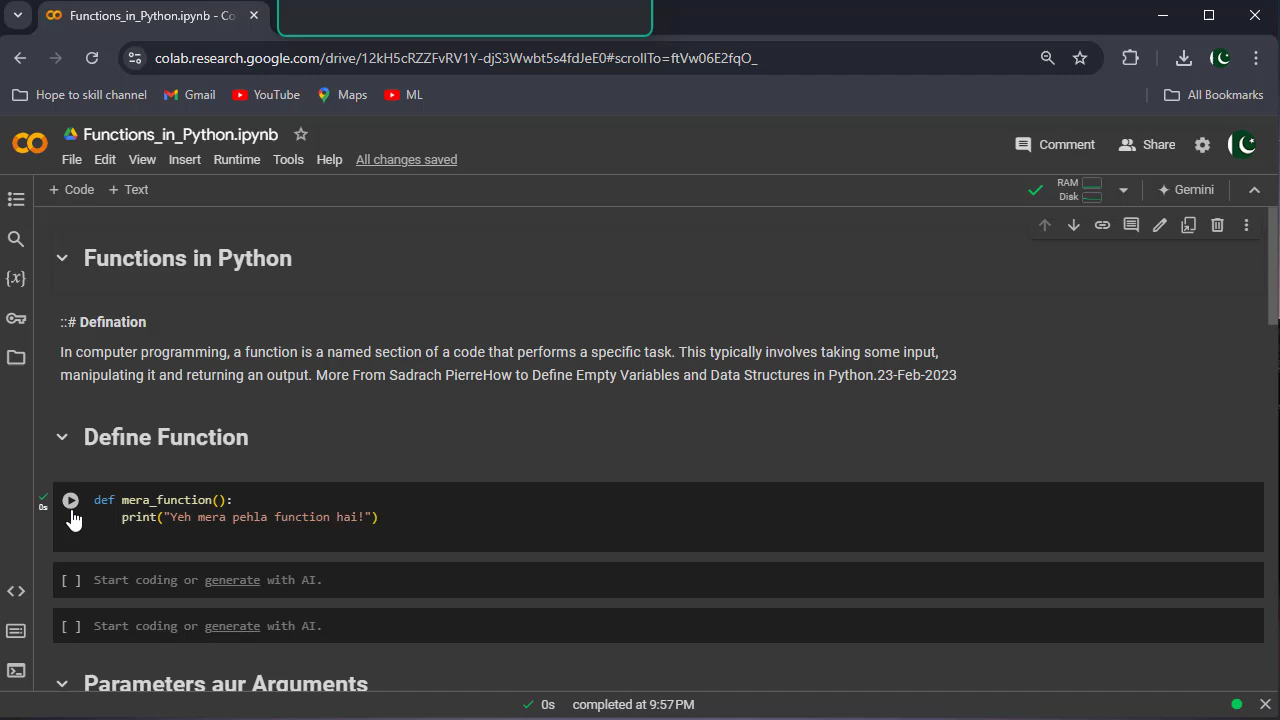 Functions_in_Python.ipynb - Co
colab.research.google.com/drive/12kH5cRZZFvRV1Y-djS3Wwbt5s4fdJeE0#scrollTo=ftVw06E2fqO_
Hope to skill channel Gmail YouTube Maps ML All Bookmarks
Functions_in_Python.ipynb
File Edit View Insert Runtime Tools Help All changes saved
Comment Share
+ Code + Text
RAM
Disk
Gemini
Functions in Python
::# Defination
In computer programming, a function is a named section of a code that performs a specific task. This typically involves taking some input,
manipulating it and returning an output. More From Sadrach PierreHow to Define Empty Variables and Data Structures in Python.23-Feb-2023
Define Function
0s
def mera_function():
print("Yeh mera pehla function hai!")
[ ] Start coding or generate with AI.
[ ] Start coding or generate with AI.
Parameters aur Arguments
0s completed at 9:57 PM